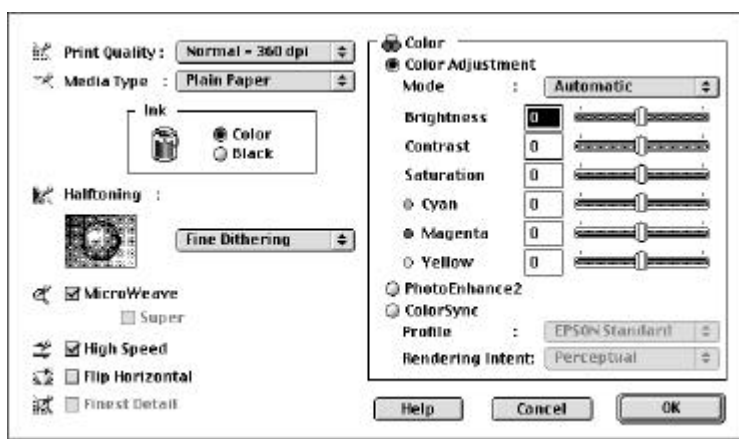 Print Quality: Normal - 360 dpi
Media Type : Plain Paper
Ink
Color
Black
Halftoning :
Fine Dithering
MicroWeave
Super
High Speed
Flip Horizontal
Finest Detail
Color
Color Adjustment
Mode : Automatic
Brightness 0
Contrast 0
Saturation 0
Cyan 0
Magenta 0
Yellow 0
PhotoEnhance2
ColorSync
Profile : EPSON Standard
Rendering Intent: Perceptual
Help Cancel OK